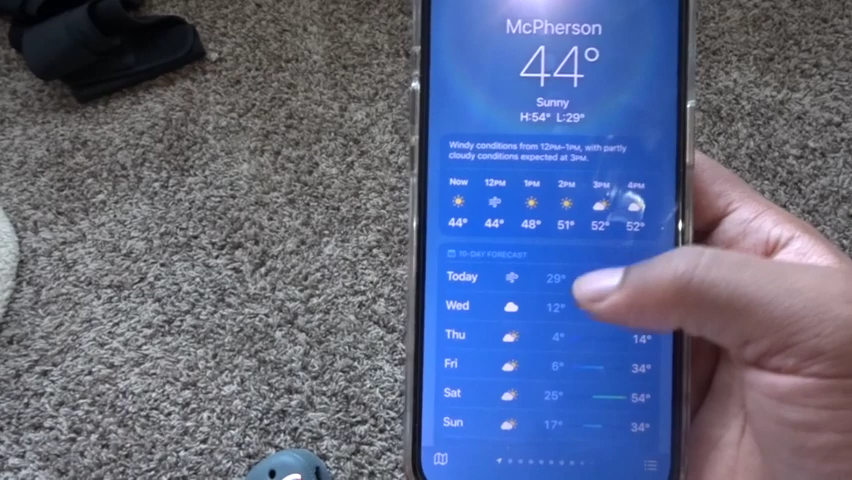 McPherson
44°
Sunny
H:54° L:29°
Windy conditions from 12PM–1PM, with partly
cloudy conditions expected at 3PM.
Now 12PM 1PM 2PM 3PM 4PM
44° 44° 48° 51° 52° 52°
10-DAY FORECAST
Today 29°
Wed 12°
Thu 4° 14°
Fri 6° 34°
Sat 25° 54°
Sun 17° 34°